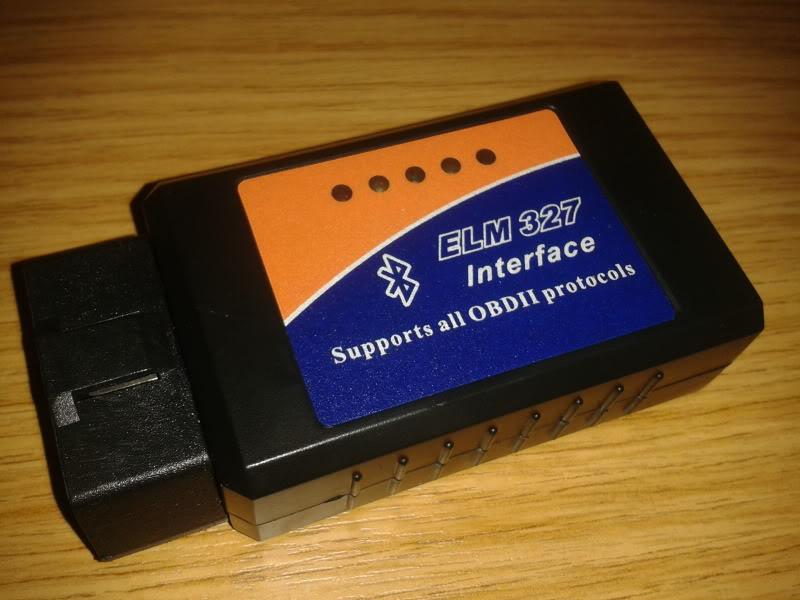 ELM 327
Interface
Supports all OBDII protocols